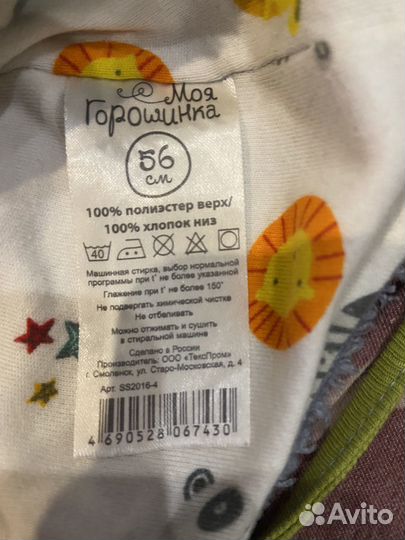 Моя
Горошинка
56
см
100% полиэстер верх/
100% хлопок низ
40
Машинная стирка, выбор нормальной
программы при t° не более указанной
Глажение при t° не более 150°
Не подвергать химической чистке
Не отбеливать
Можно отжимать и сушить
в стиральной машине
Сделано в России
Производитель: ООО «ТексПром»
г. Смоленск, ул. Старо-Московская, д. 4
Арт. SS2016-4
4 690528 067430
Avito